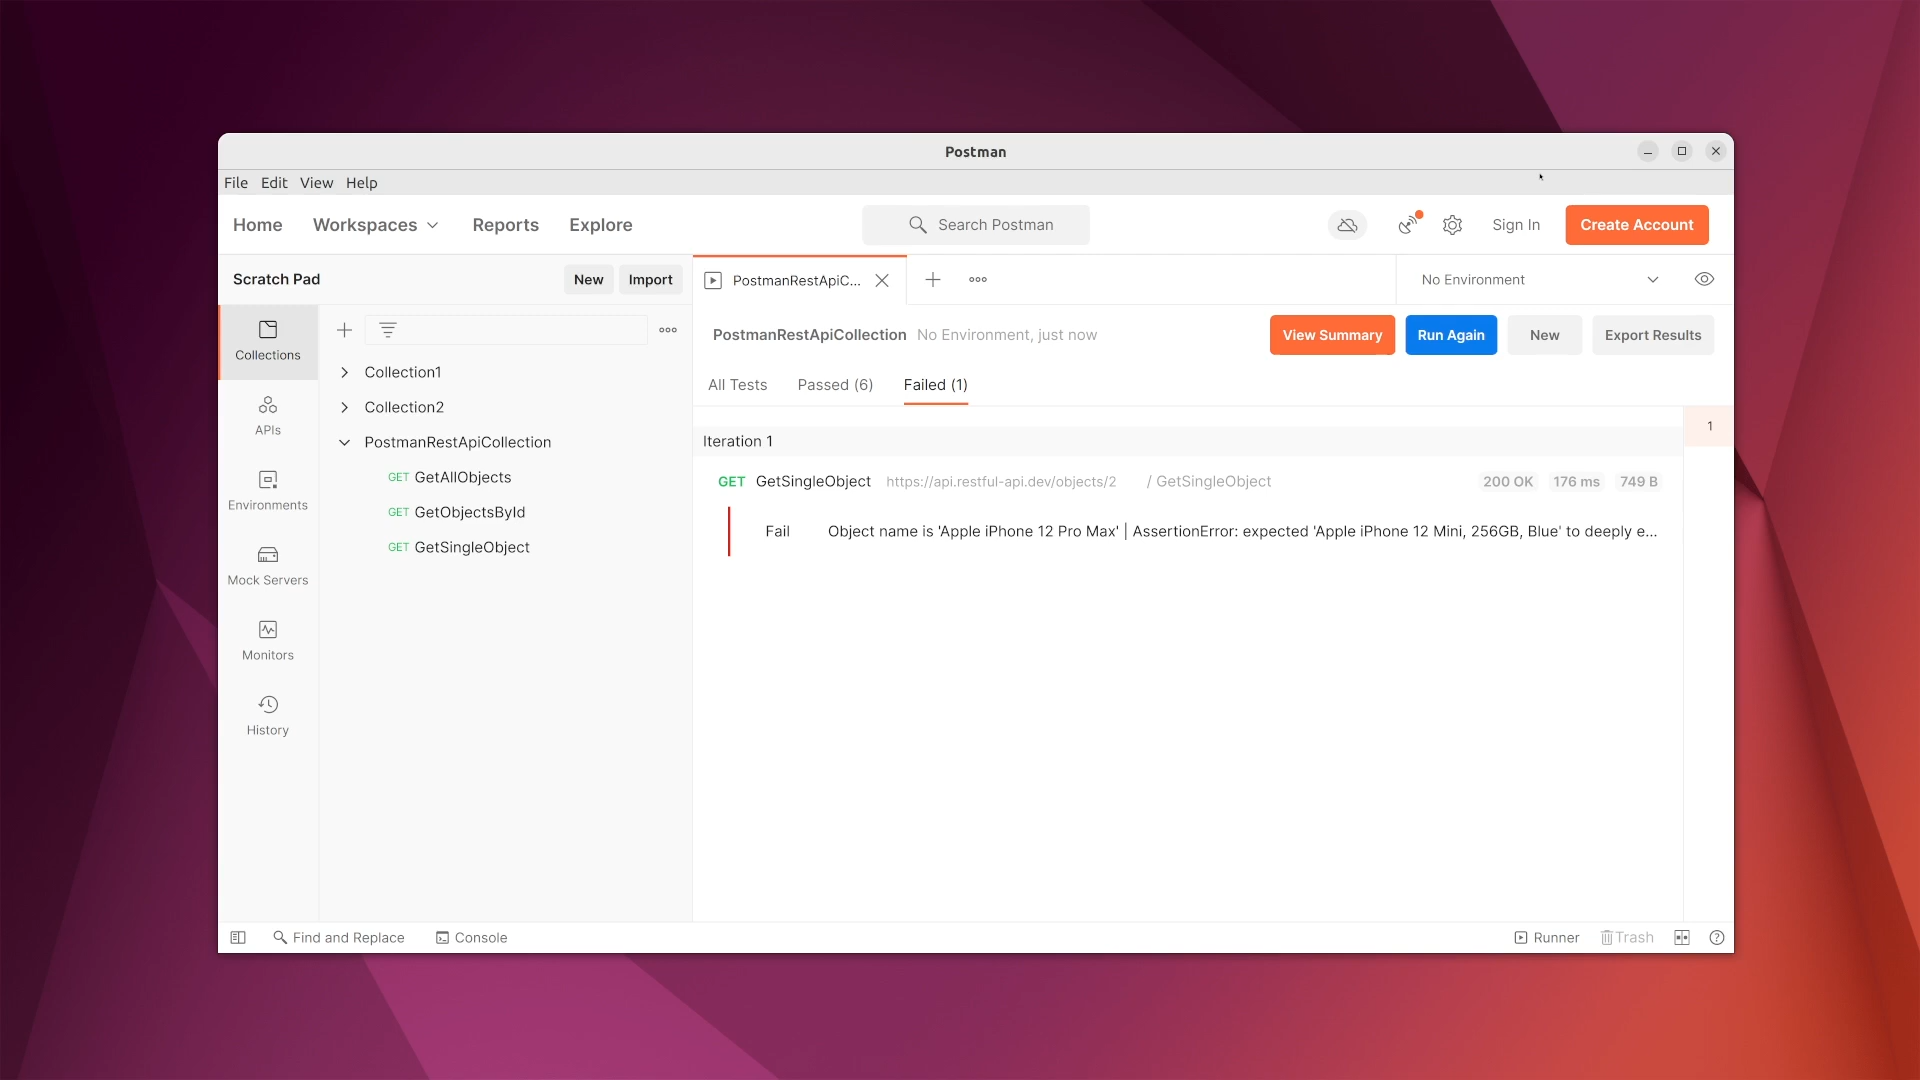 Postman
File Edit View Help
Home Workspaces Reports Explore Search Postman Sign In Create Account
Scratch Pad New Import PostmanRestApiC... No Environment
PostmanRestApiCollection No Environment, just now View Summary Run Again New Export Results
Collections
Collection1
All Tests Passed (6) Failed (1)
Collection2
APIs
1
PostmanRestApiCollection
Iteration 1
GET GetAllObjects
GET GetSingleObject https://api.restful-api.dev/objects/2 / GetSingleObject 200 OK 176 ms 749 B
Environments
GET GetObjectsById
Fail Object name is 'Apple iPhone 12 Pro Max' | AssertionError: expected 'Apple iPhone 12 Mini, 256GB, Blue' to deeply e...
GET GetSingleObject
Mock Servers
Monitors
History
Find and Replace Console Runner Trash